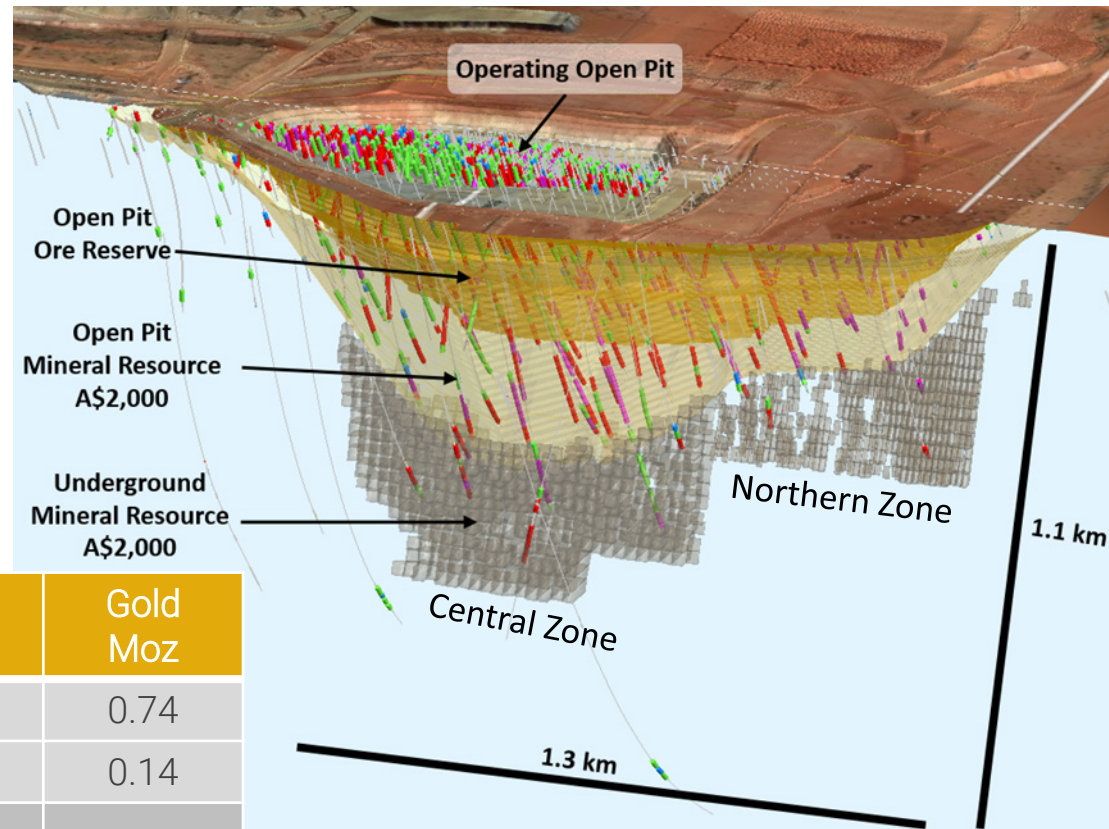 Operating Open Pit
Open Pit
Ore Reserve
Open Pit
Mineral Resource
A$2,000
Underground
Mineral Resource
A$2,000
Northern Zone
1.1 km
Central Zone
1.3 km
Gold
Moz
0.74
0.14